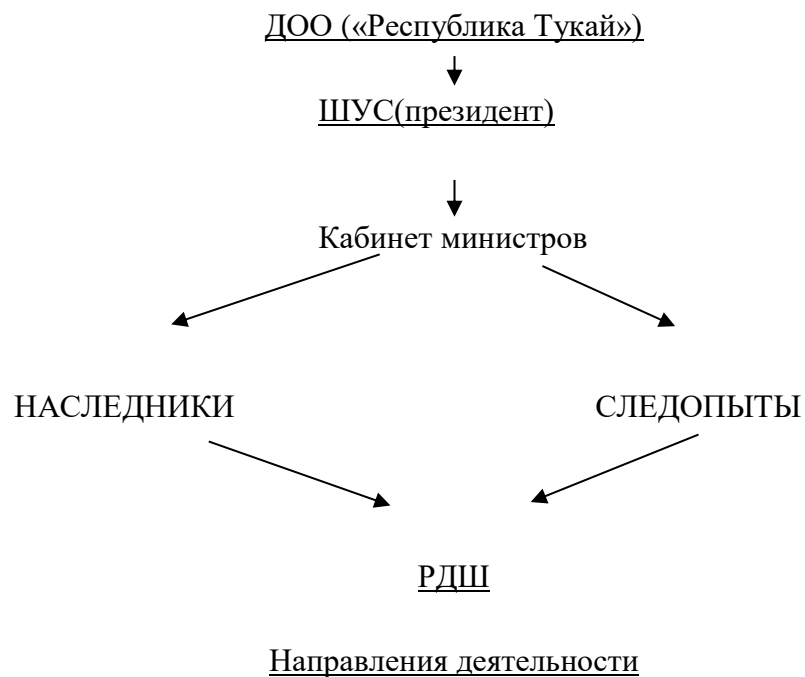 ДОО («Республика Тукай»)
ШУС(президент)
Кабинет министров
НАСЛЕДНИКИ СЛЕДОПЫТЫ
РДШ
Направления деятельности